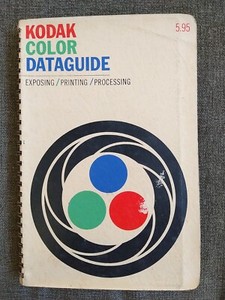 KODAK 5.95
COLOR
DATAGUIDE
EXPOSING/PRINTING/PROCESSING